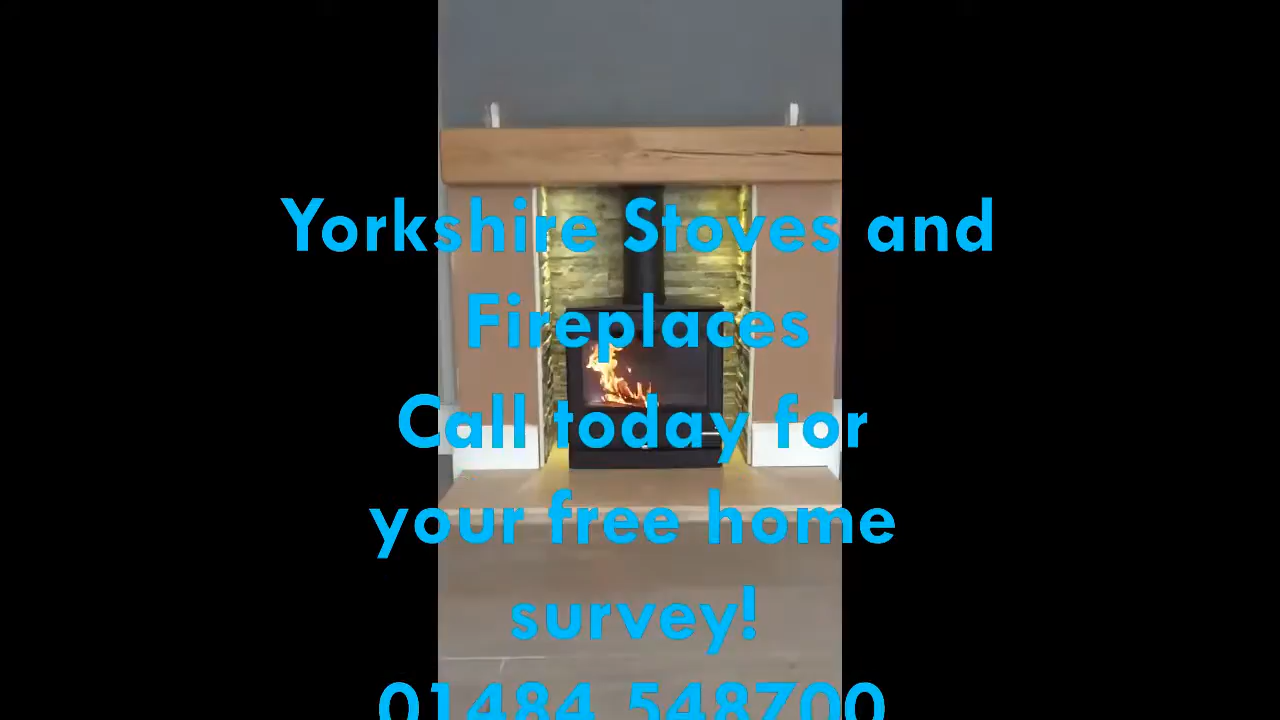 Yorkshire Stoves and
Fireplaces
Call today for
your free home
survey!
01484 548700